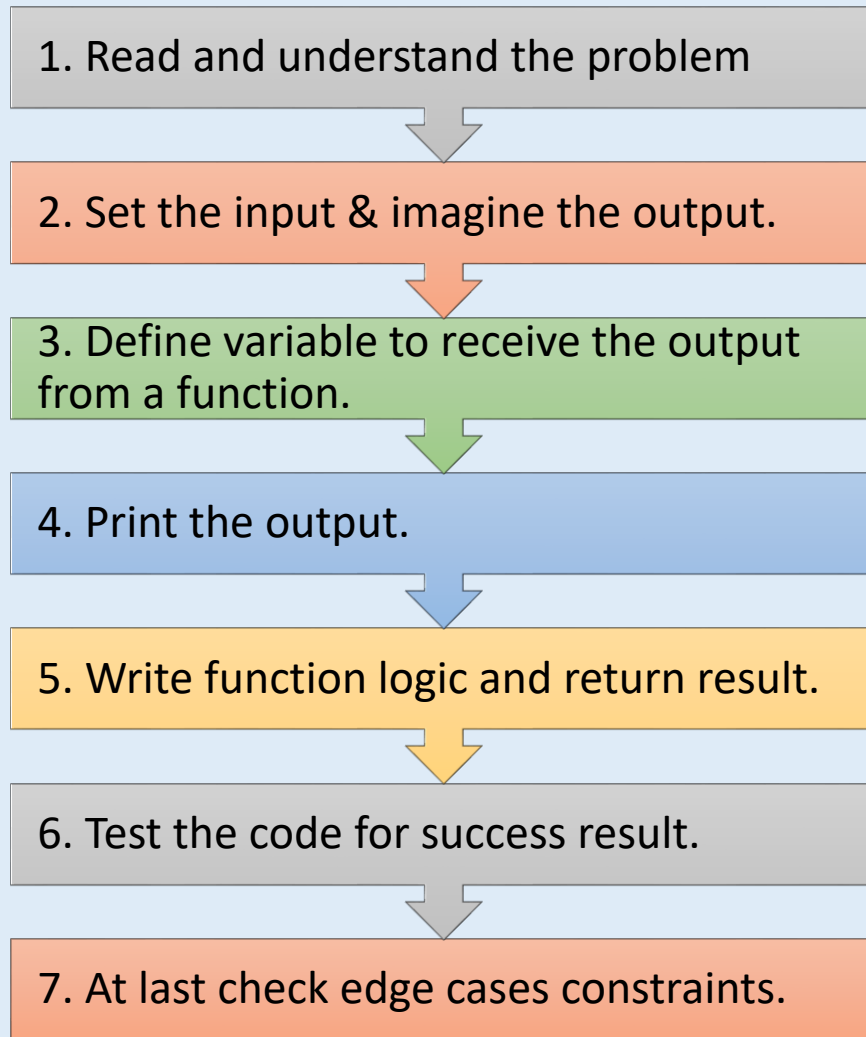 1. Read and understand the problem
2. Set the input & imagine the output.
3. Define variable to receive the output
from a function.
4. Print the output.
5. Write function logic and return result.
6. Test the code for success result.
7. At last check edge cases constraints.